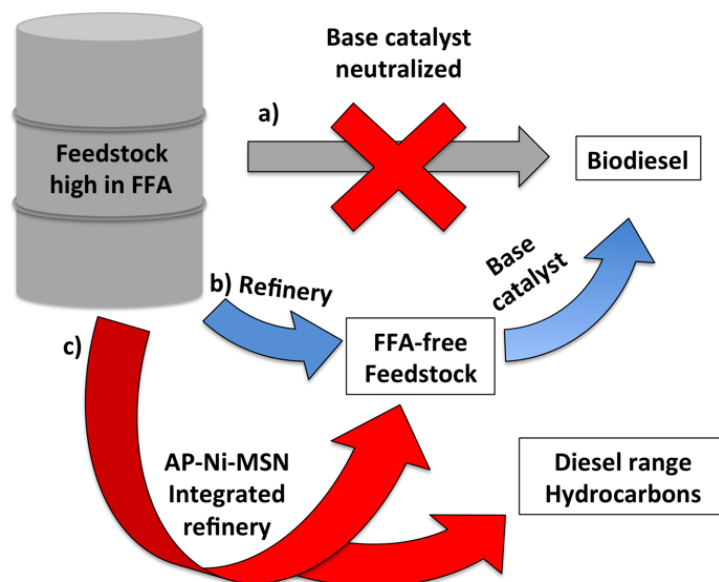 Base catalyst
neutralized
a)
Feedstock
high in FFA
Biodiesel
b) Refinery
Base
catalyst
c)
FFA-free
Feedstock
AP-Ni-MSN
Integrated
refinery
Diesel range
Hydrocarbons